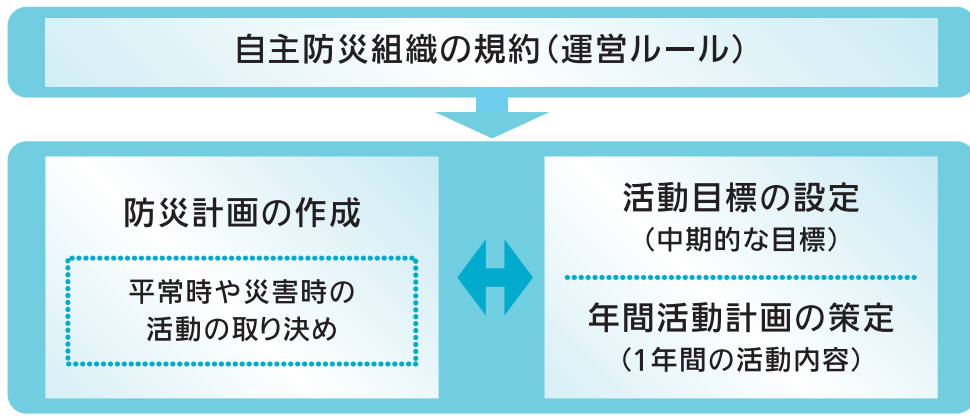 自主防災組織の規約(運営ルール)
防災計画の作成
平常時や災害時の
活動の取り決め
活動目標の設定
(中期的な目標)
年間活動計画の策定
(1年間の活動内容)